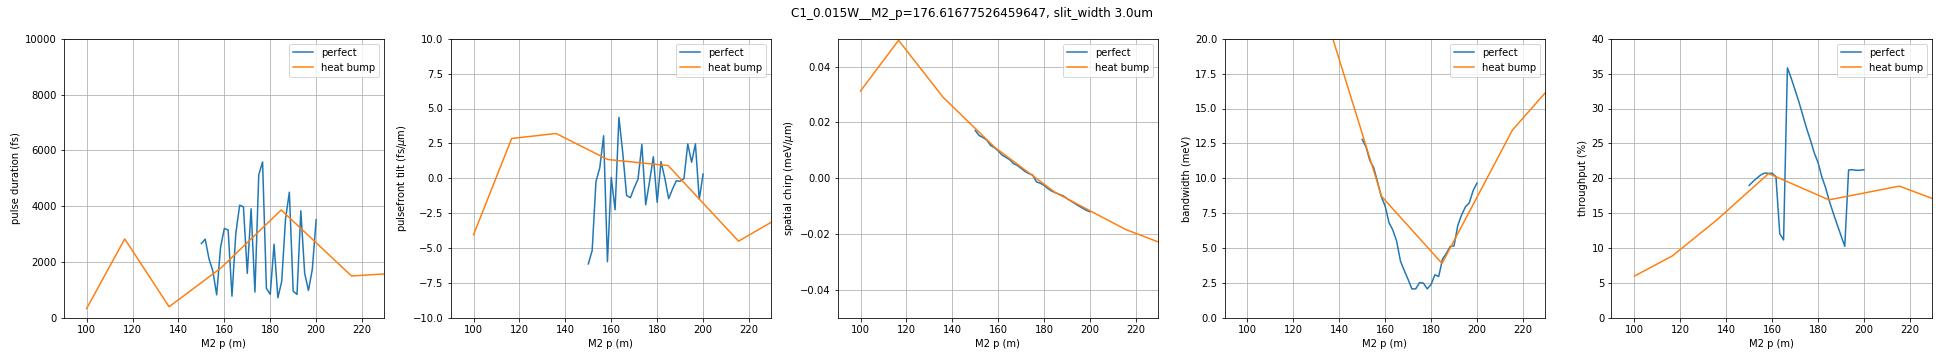 C1_0.015W__M2_p=176.61677526459647, slit_width 3.0um
pulse duration (fs)
10000
8000
6000
4000
2000
0
perfect
heat bump
100 120 140 160 180 200 220
M2 p (m)
pulsefront tilt (fs/μm)
10.0
7.5
5.0
2.5
0.0
−2.5
−5.0
−7.5
−10.0
perfect
heat bump
100 120 140 160 180 200 220
M2 p (m)
spatial chirp (meV/μm)
0.04
0.02
0.00
−0.02
−0.04
perfect
heat bump
100 120 140 160 180 200 220
M2 p (m)
bandwidth (meV)
20.0
17.5
15.0
12.5
10.0
7.5
5.0
2.5
0.0
perfect
heat bump
100 120 140 160 180 200 220
M2 p (m)
throughput (%)
40
35
30
25
20
15
10
5
0
perfect
heat bump
100 120 140 160 180 200 220
M2 p (m)